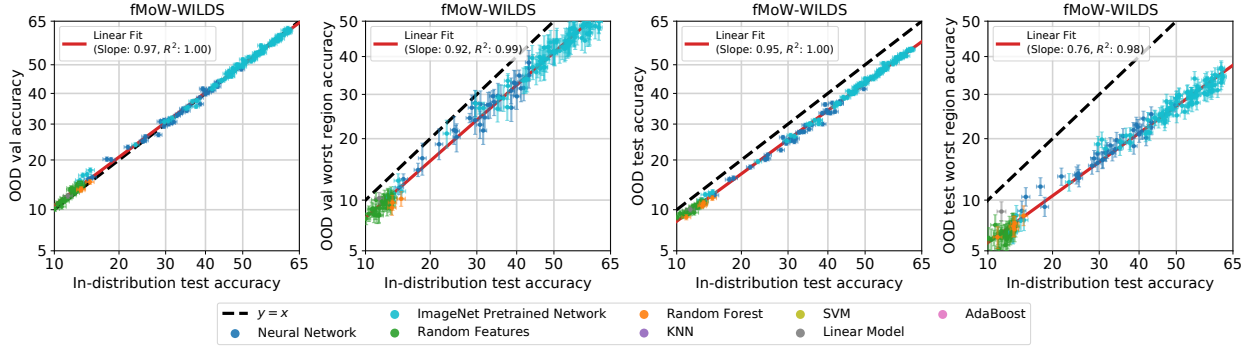 fMoW-WILDS
65
50
40
30
20
10
5
OOD val accuracy
Linear Fit
(Slope: 0.97, R²: 1.00)
10 20 30 40 50 65
In-distribution test accuracy
fMoW-WILDS
50
40
30
20
10
5
OOD val worst region accuracy
Linear Fit
(Slope: 0.92, R²: 0.99)
10 20 30 40 50 65
In-distribution test accuracy
fMoW-WILDS
65
50
40
30
20
10
5
OOD test accuracy
Linear Fit
(Slope: 0.95, R²: 1.00)
10 20 30 40 50 65
In-distribution test accuracy
fMoW-WILDS
50
40
30
20
10
5
OOD test worst region accuracy
Linear Fit
(Slope: 0.76, R²: 0.98)
10 20 30 40 50 65
In-distribution test accuracy
y = x ImageNet Pretrained Network Random Forest SVM AdaBoost
Neural Network Random Features KNN Linear Model